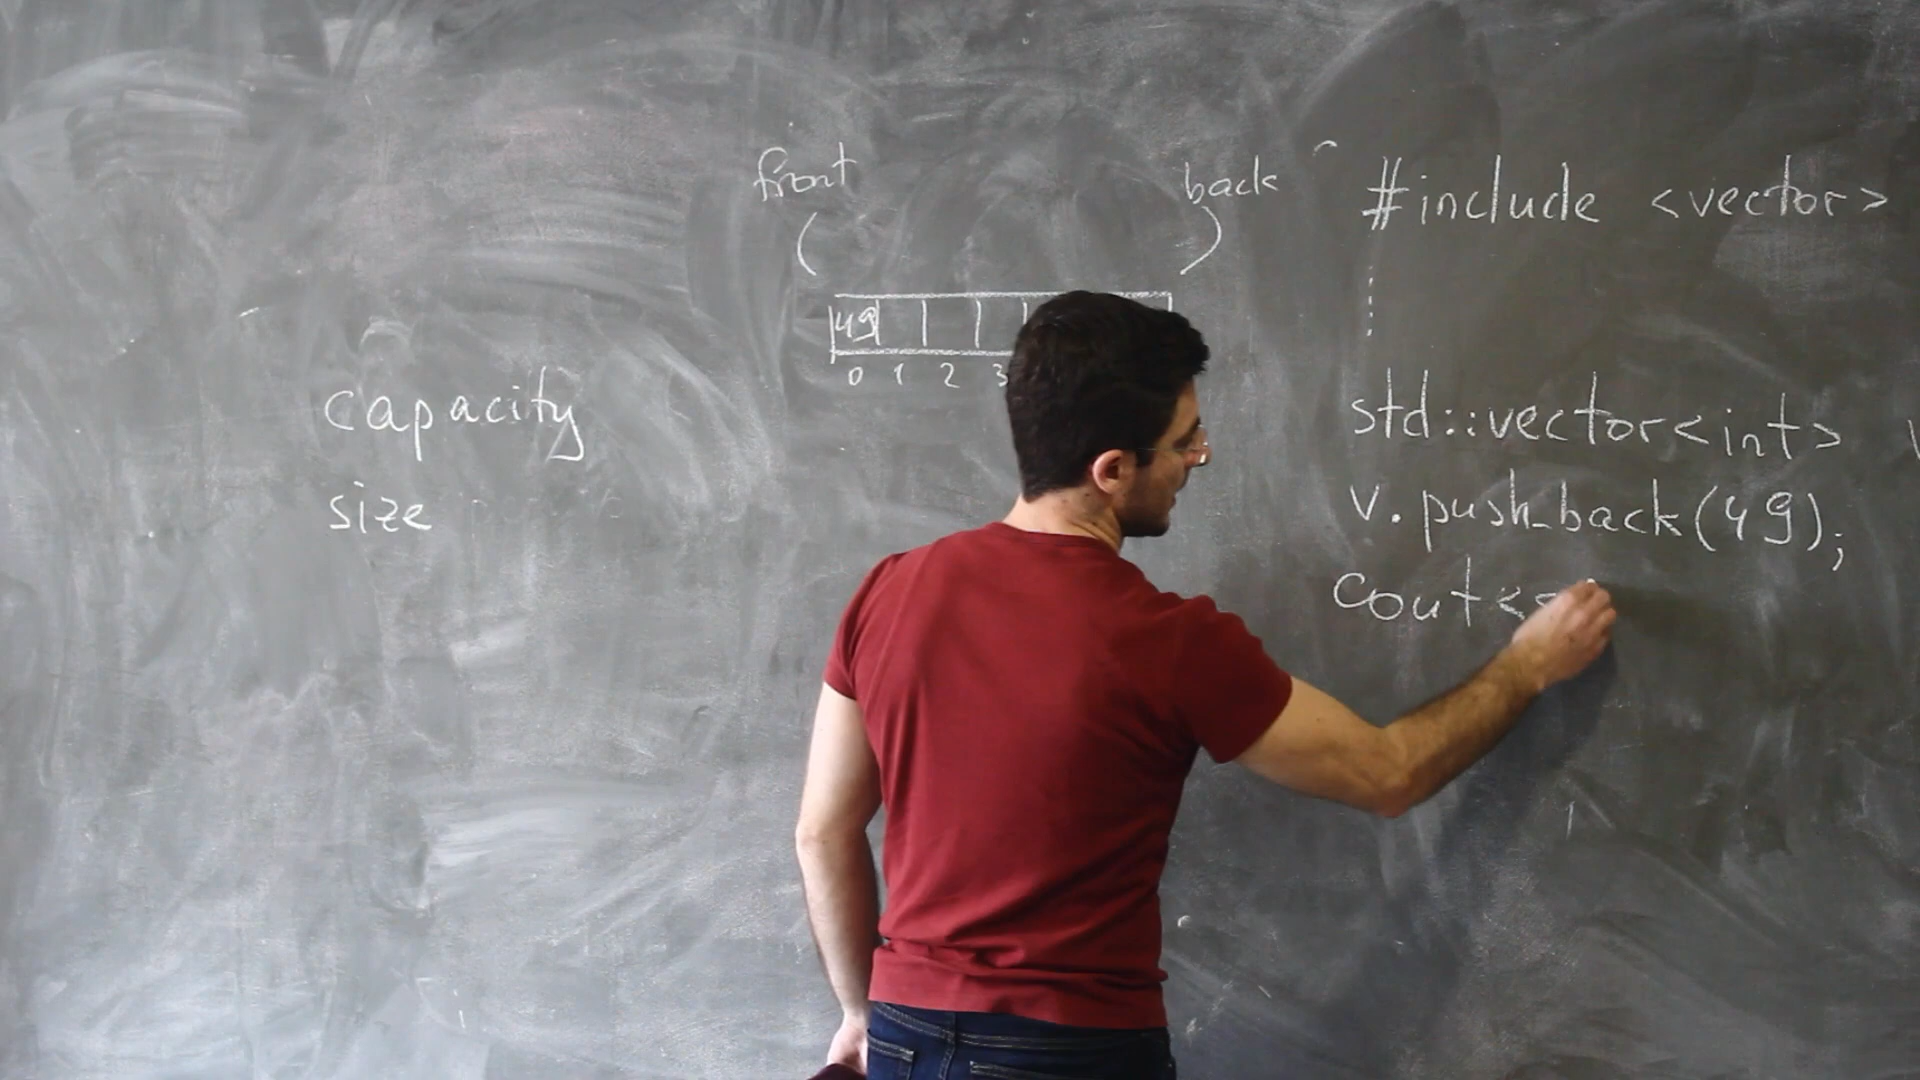 front back
#include <vector>
49
0 1 2 3
capacity
size
std::vector<int> v
v.push_back(49);
cout<<